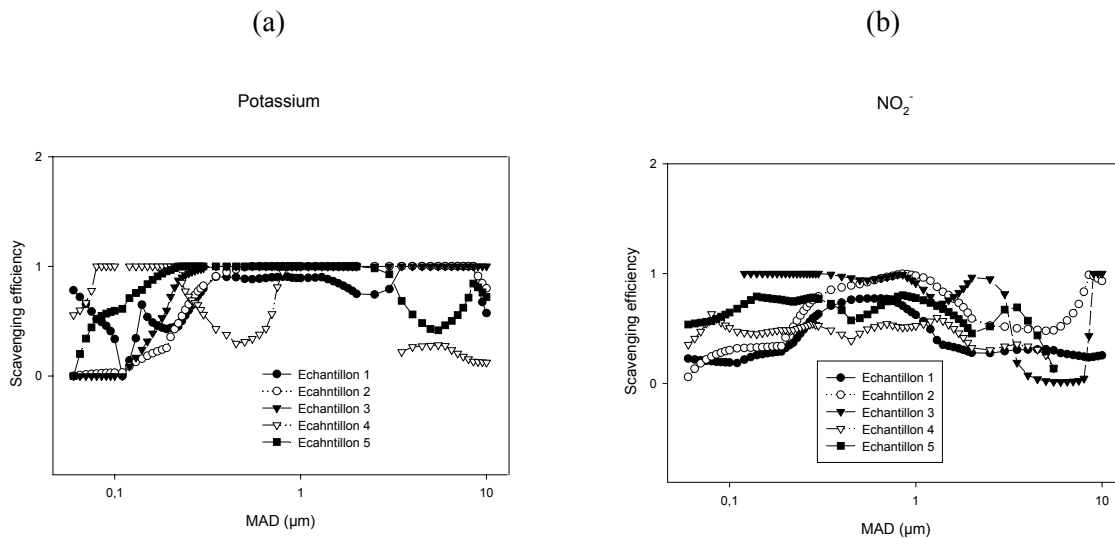 (a)
Potassium
2
1
0
Scavenging efficiency
0,1
1
10
MAD (µm)
Echantillon 1
Ecahntillon 2
Echantillon 3
Echantillon 4
Ecahntillon 5
(b)
NO₂⁻
2
1
0
Scavenging efficiency
0,1
1
10
MAD (µm)
Echantillon 1
Ecahntillon 2
Echantillon 3
Echantillon 4
Echantillon 5